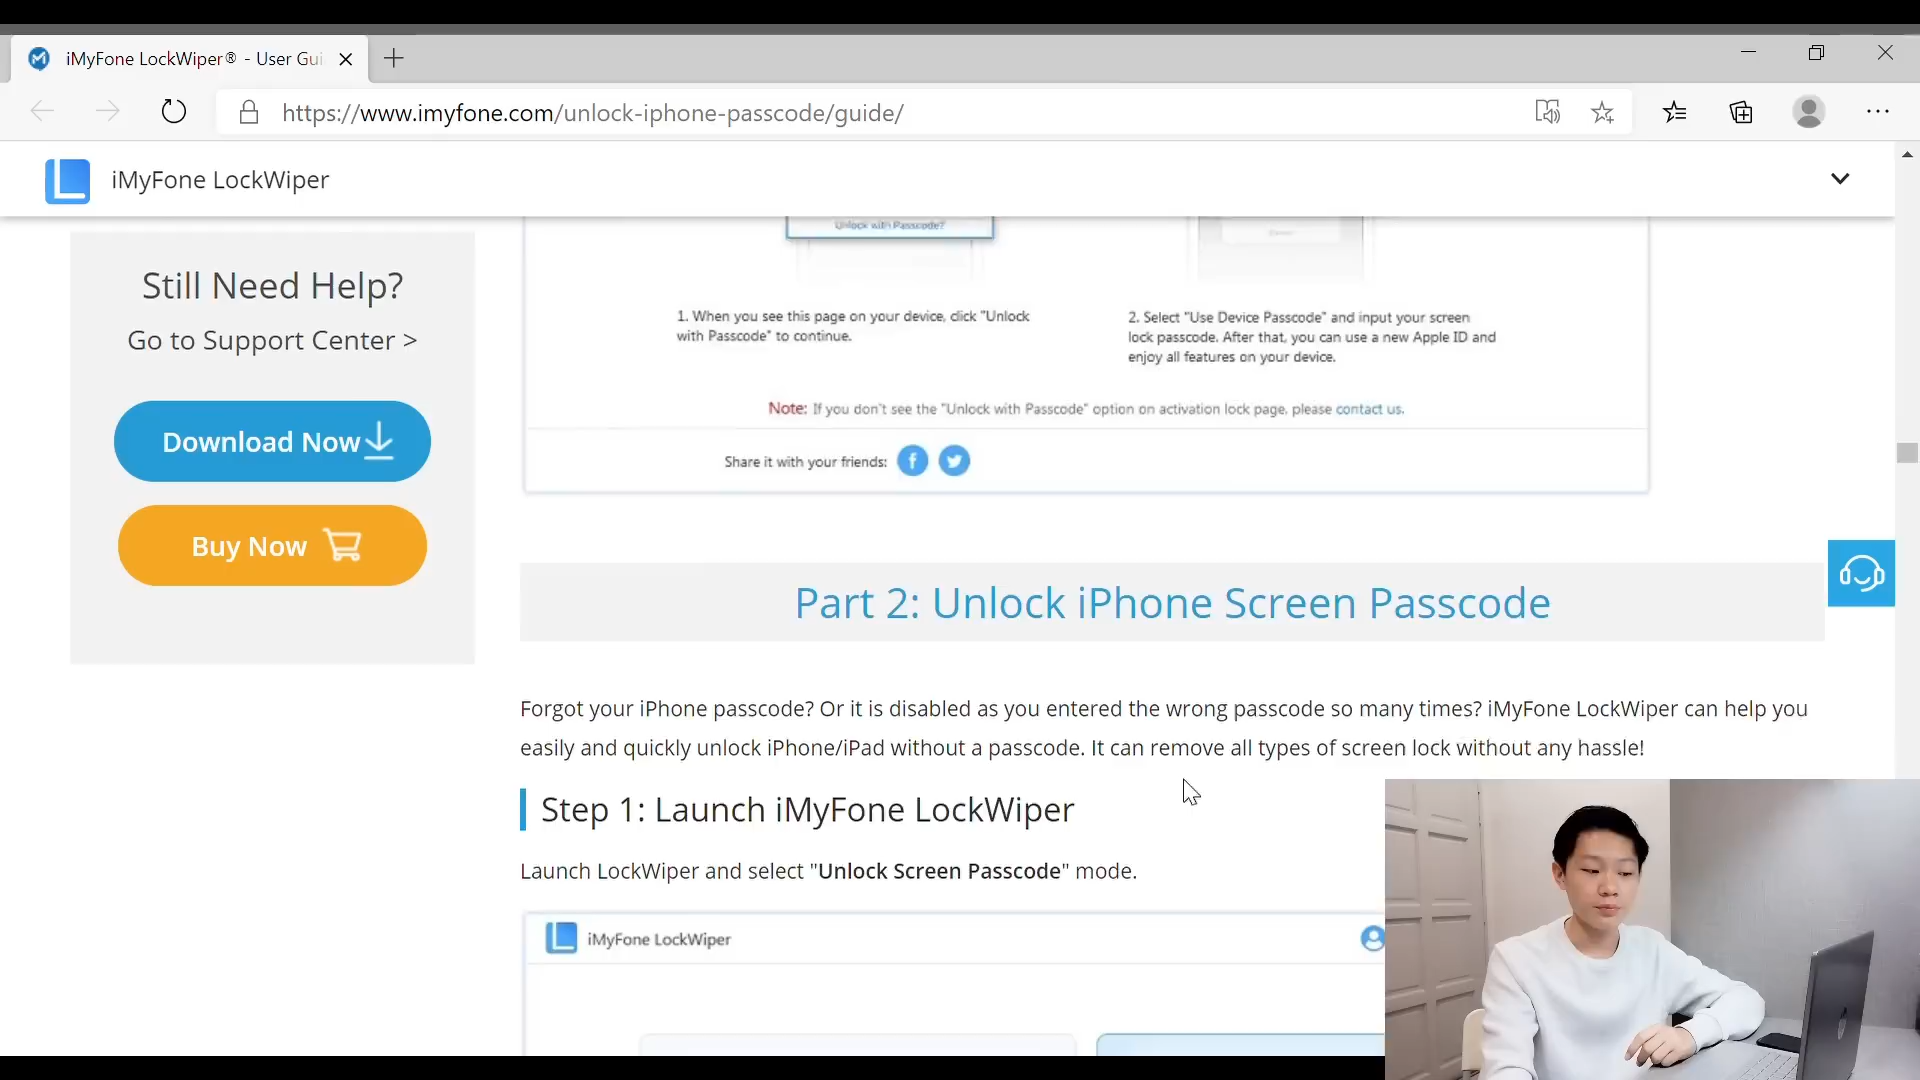 iMyFone LockWiper® - User Gui
https://www.imyfone.com/unlock-iphone-passcode/guide/
iMyFone LockWiper
Still Need Help?
Go to Support Center >
Download Now
Buy Now
Unlock with Passcode?
1. When you see this page on your device, click "Unlock
with Passcode" to continue.
2. Select "Use Device Passcode" and input your screen
lock passcode. After that, you can use a new Apple ID and
enjoy all features on your device.
Note: If you don't see the "Unlock with Passcode" option on activation lock page, please contact us.
Share it with your friends:
Part 2: Unlock iPhone Screen Passcode
Forgot your iPhone passcode? Or it is disabled as you entered the wrong passcode so many times? iMyFone LockWiper can help you
easily and quickly unlock iPhone/iPad without a passcode. It can remove all types of screen lock without any hassle!
Step 1: Launch iMyFone LockWiper
Launch LockWiper and select "Unlock Screen Passcode" mode.
iMyFone LockWiper